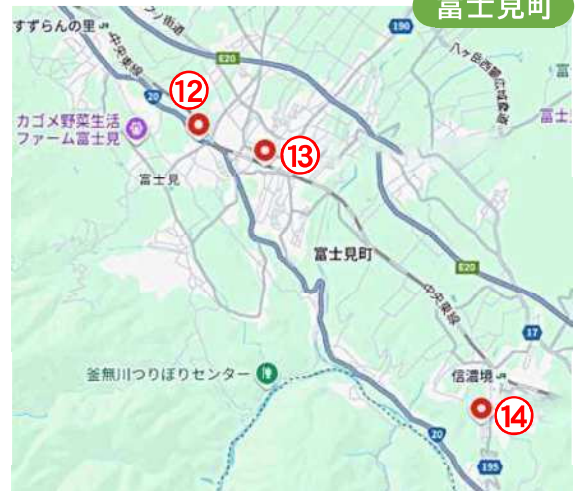 富士見町
すずらんの里
中央東線
E20
190
八ヶ岳西麓広域農道
富
20
⑫
カゴメ野菜生活
ファーム富士見
⑬
富士
富士見
富士見町
E20
中央東線
17
釜無川つりぼりセンター
信濃境
⑭
20
195